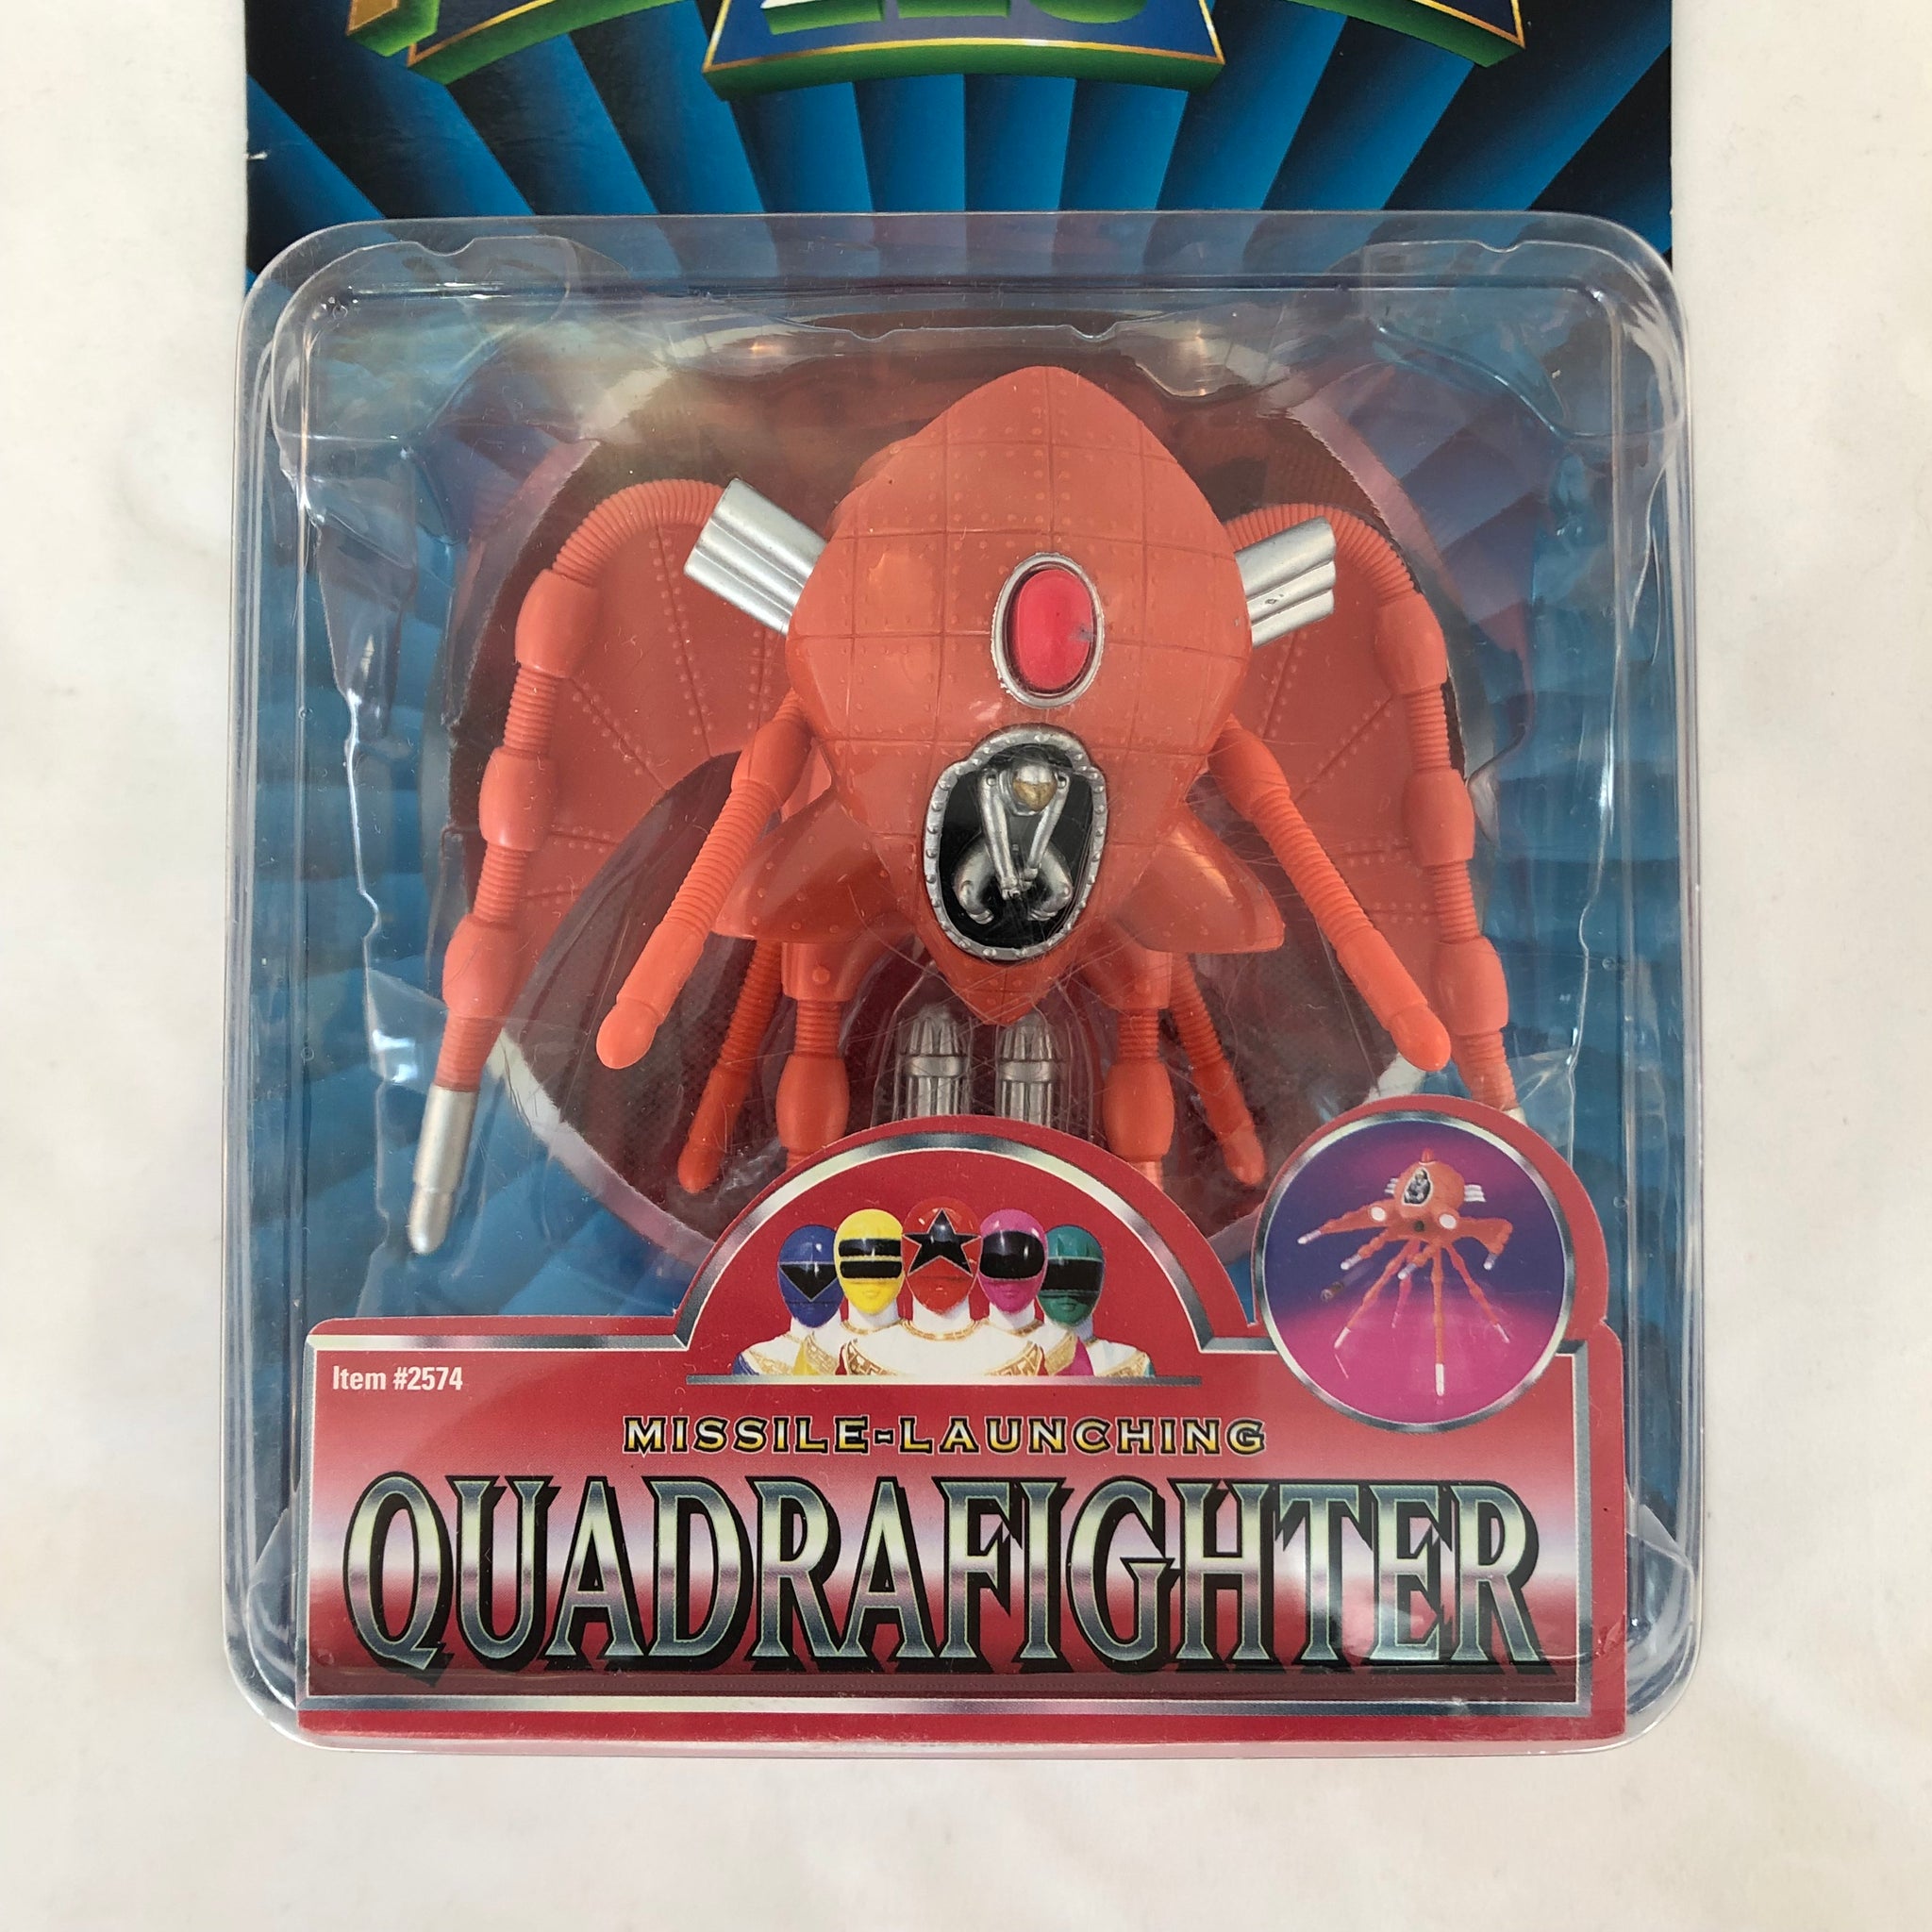 Item #2574
MISSILE-LAUNCHING
QUADRAFIGHTER